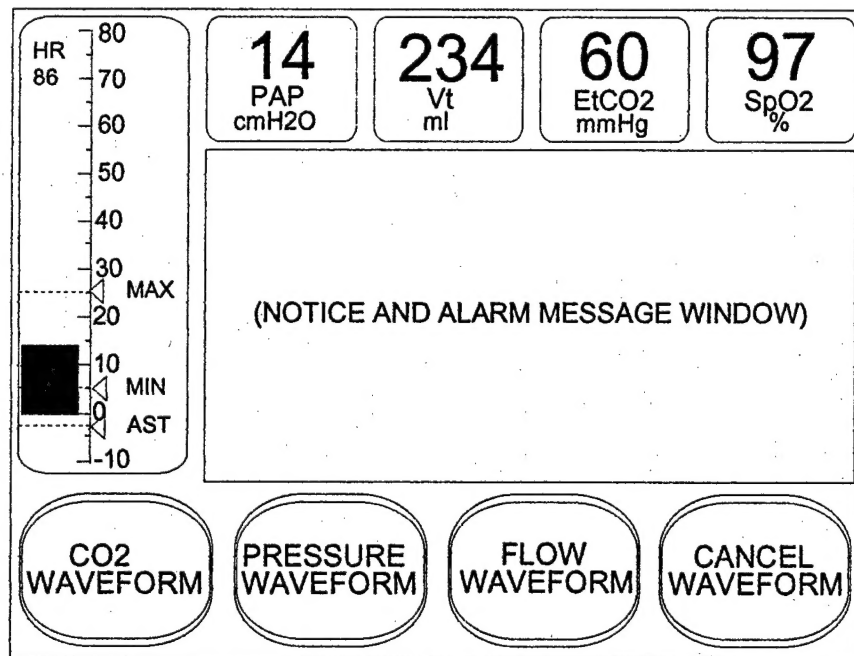 HR
86
80
70
60
50
40
30
MAX
20
10
MIN
0
AST
-10
14
PAP
cmH2O
234
Vt
ml
60
EtCO2
mmHg
97
SpO2
%
(NOTICE AND ALARM MESSAGE WINDOW)
CO2
WAVEFORM
PRESSURE
WAVEFORM
FLOW
WAVEFORM
CANCEL
WAVEFORM